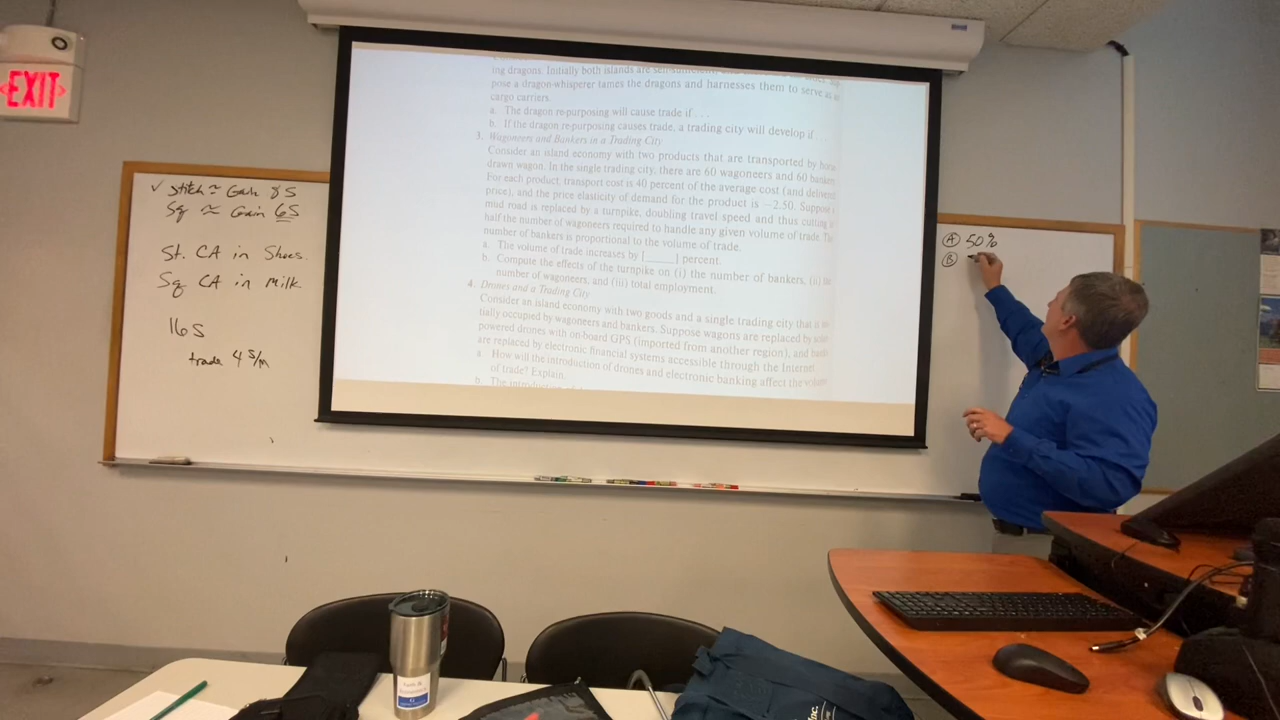 EXIT
✓ Stitch ≈ Gain 8S
Sq ≈ Gain 6S
St. CA in Shoes.
Sq CA in Milk.
16S
trade 4 S/m
ing dragons. Initially both islands are self-sufficient,
pose a dragon-whisperer tames the dragons and harnesses them to serve as
cargo carriers.
a. The dragon re-purposing will cause trade if . . .
b. If the dragon re-purposing causes trade, a trading city will develop if
3. Wagoneers and Bankers in a Trading City
Consider an island economy with two products that are transported by
drawn wagon. In the single trading city, there are 60 wagoneers and 60
For each product, transport cost is 40 percent of the average cost (and
price), and the price elasticity of demand for the product is −2.50. Suppose
mud road is replaced by a turnpike, doubling travel speed and thus cutting
half the number of wagoneers required to handle any given volume of trade. The
number of bankers is proportional to the volume of trade.
a. The volume of trade increases by [_____] percent.
b. Compute the effects of the turnpike on (i) the number of bankers, (ii)
number of wagoneers, and (iii) total employment.
4. Drones and a Trading City
Consider an island economy with two goods and a single trading city that is
tially occupied by wagoneers and bankers. Suppose wagons are replaced by
powered drones with on-board GPS (imported from another region), and
are replaced by electronic financial systems accessible through the Internet.
a. How will the introduction of drones and electronic banking affect the
of trade? Explain.
b. The
Ⓐ 50%
Ⓑ